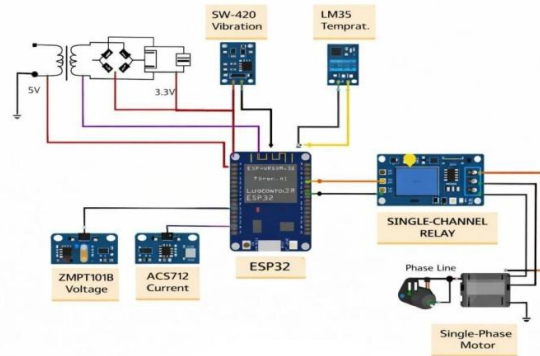 SW-420
Vibration
LM35
Temprat.
5V
3.3V
ESP32
ZMPT101B
Voltage
ACS712
Current
ESP32
SINGLE-CHANNEL
RELAY
Phase Line
Single-Phase
Motor